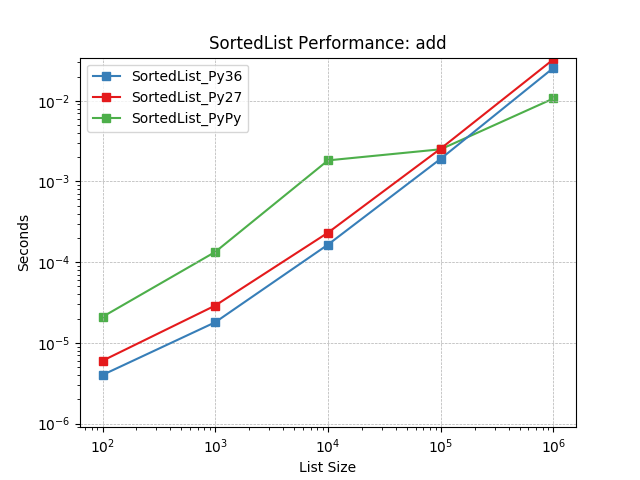 SortedList Performance: add
SortedList_Py36
SortedList_Py27
SortedList_PyPy
Seconds
10⁻²
10⁻³
10⁻⁴
10⁻⁵
10⁻⁶
10² 10³ 10⁴ 10⁵ 10⁶
List Size